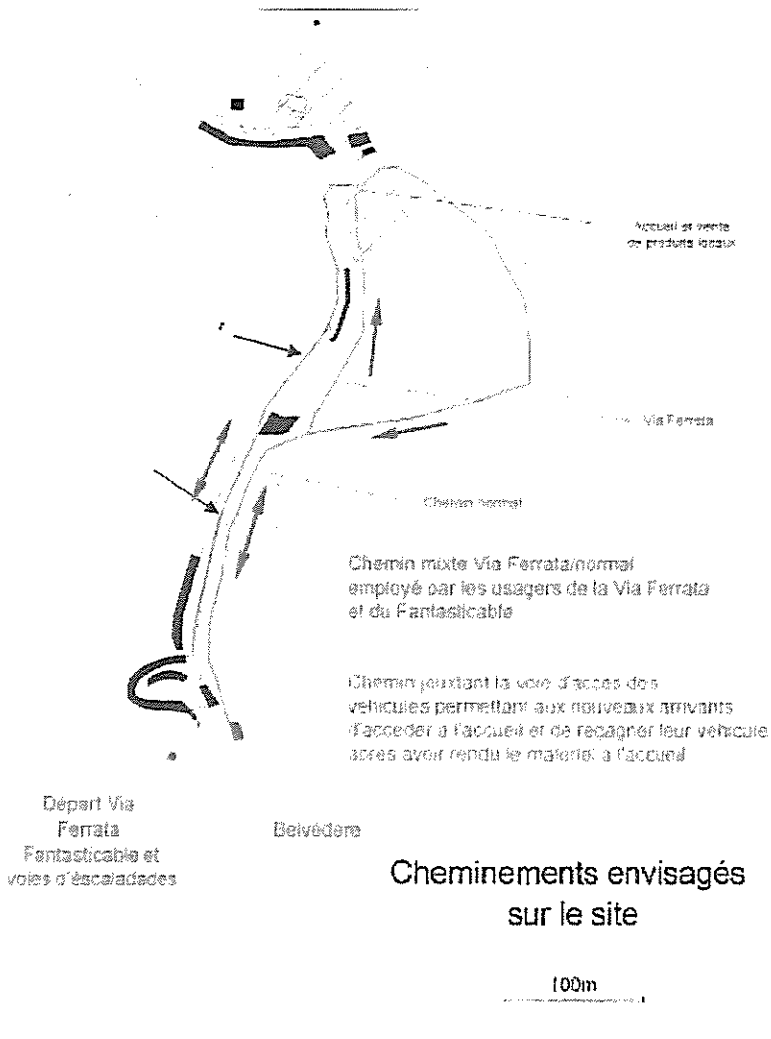 Accueil et vente
de produits locaux
Via Ferrata
Chemin normal
Chemin mixte Via Ferrata/normal
employé par les usagers de la Via Ferrata
et du Fantasticable
Chemin jouxtant la voie d'accès des
véhicules permettant aux nouveaux arrivants
d'accéder à l'accueil et de regagner leur véhicule
après avoir rendu le matériel à l'accueil
Départ Via
Ferrata
Fantasticable et
voies d'éscaladades
Belvédère
Cheminements envisagés
sur le site
100m